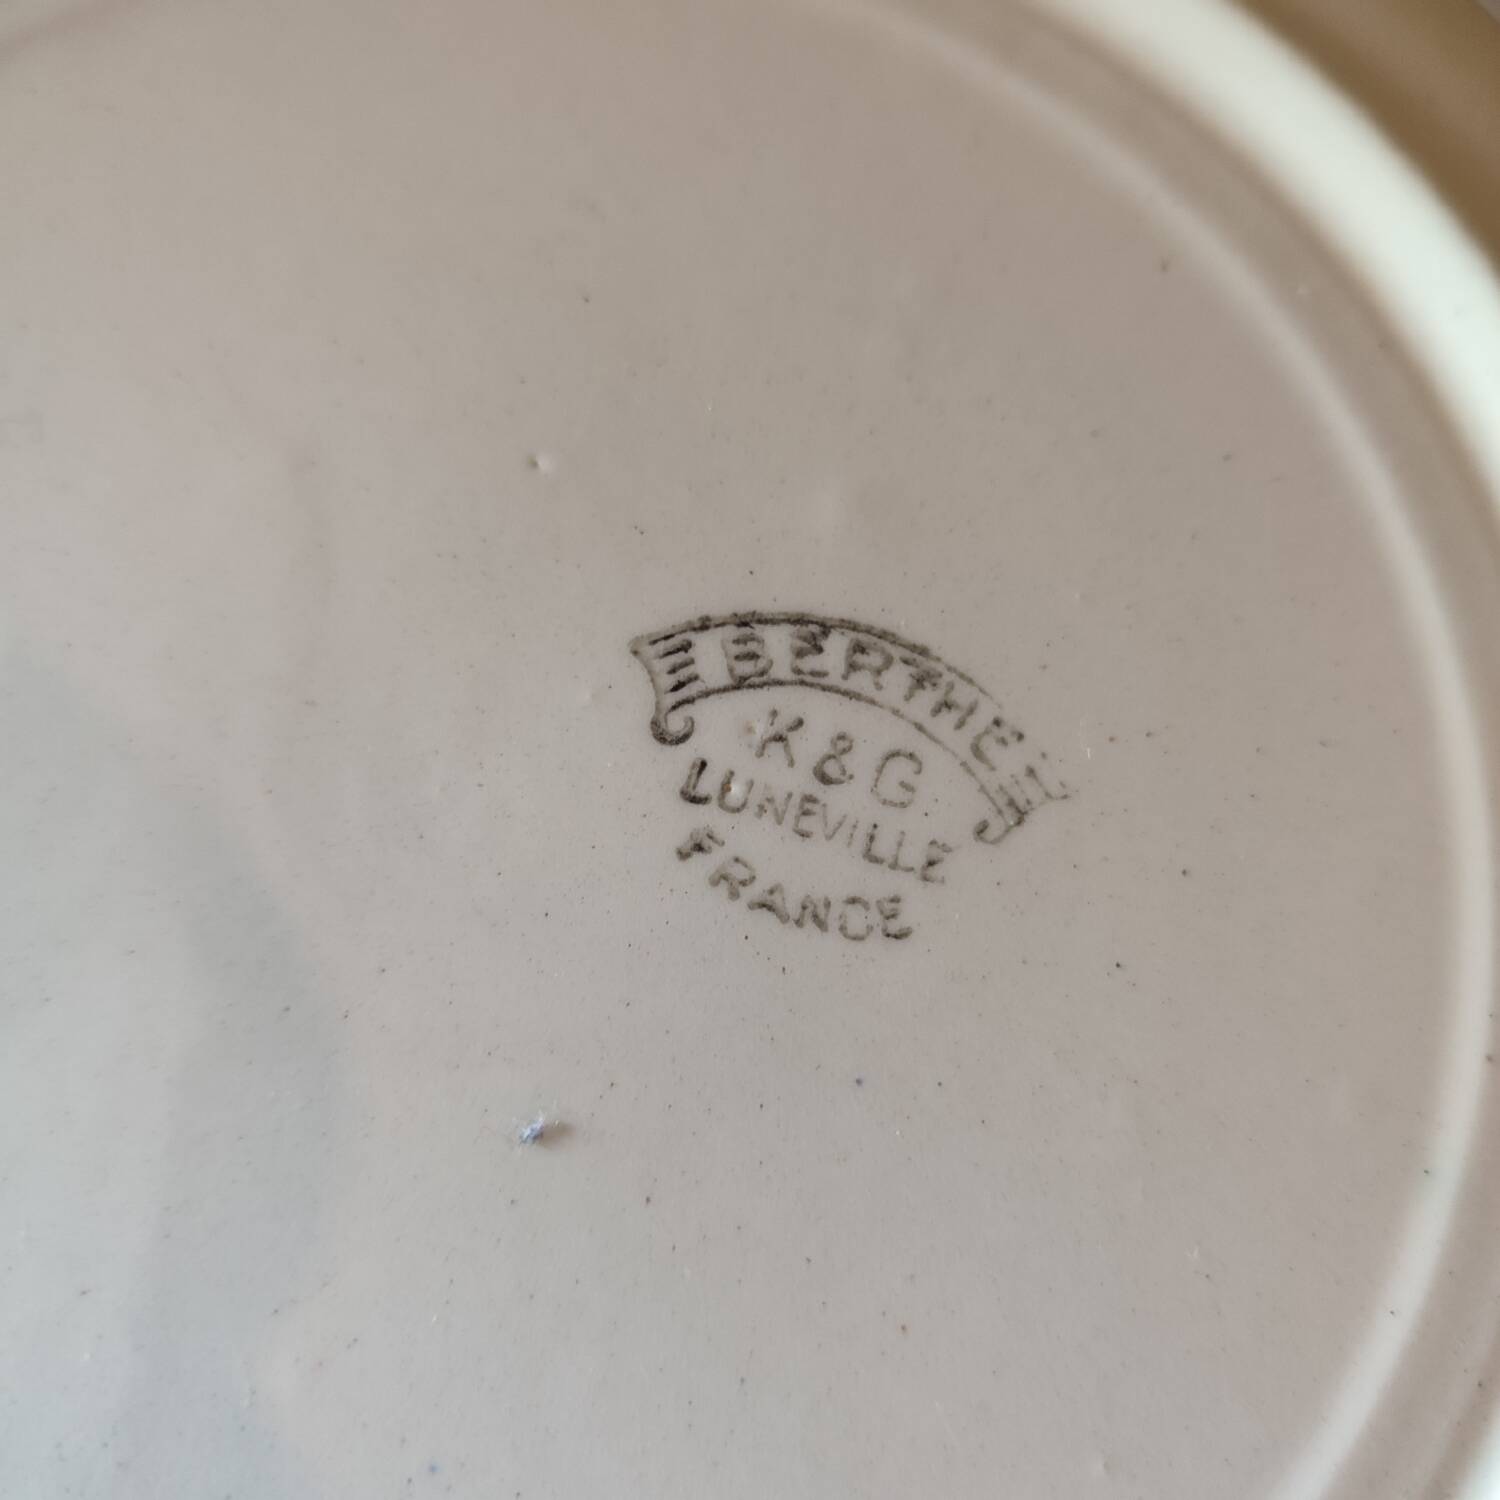 BERTHE
K & G
LUNEVILLE
FRANCE